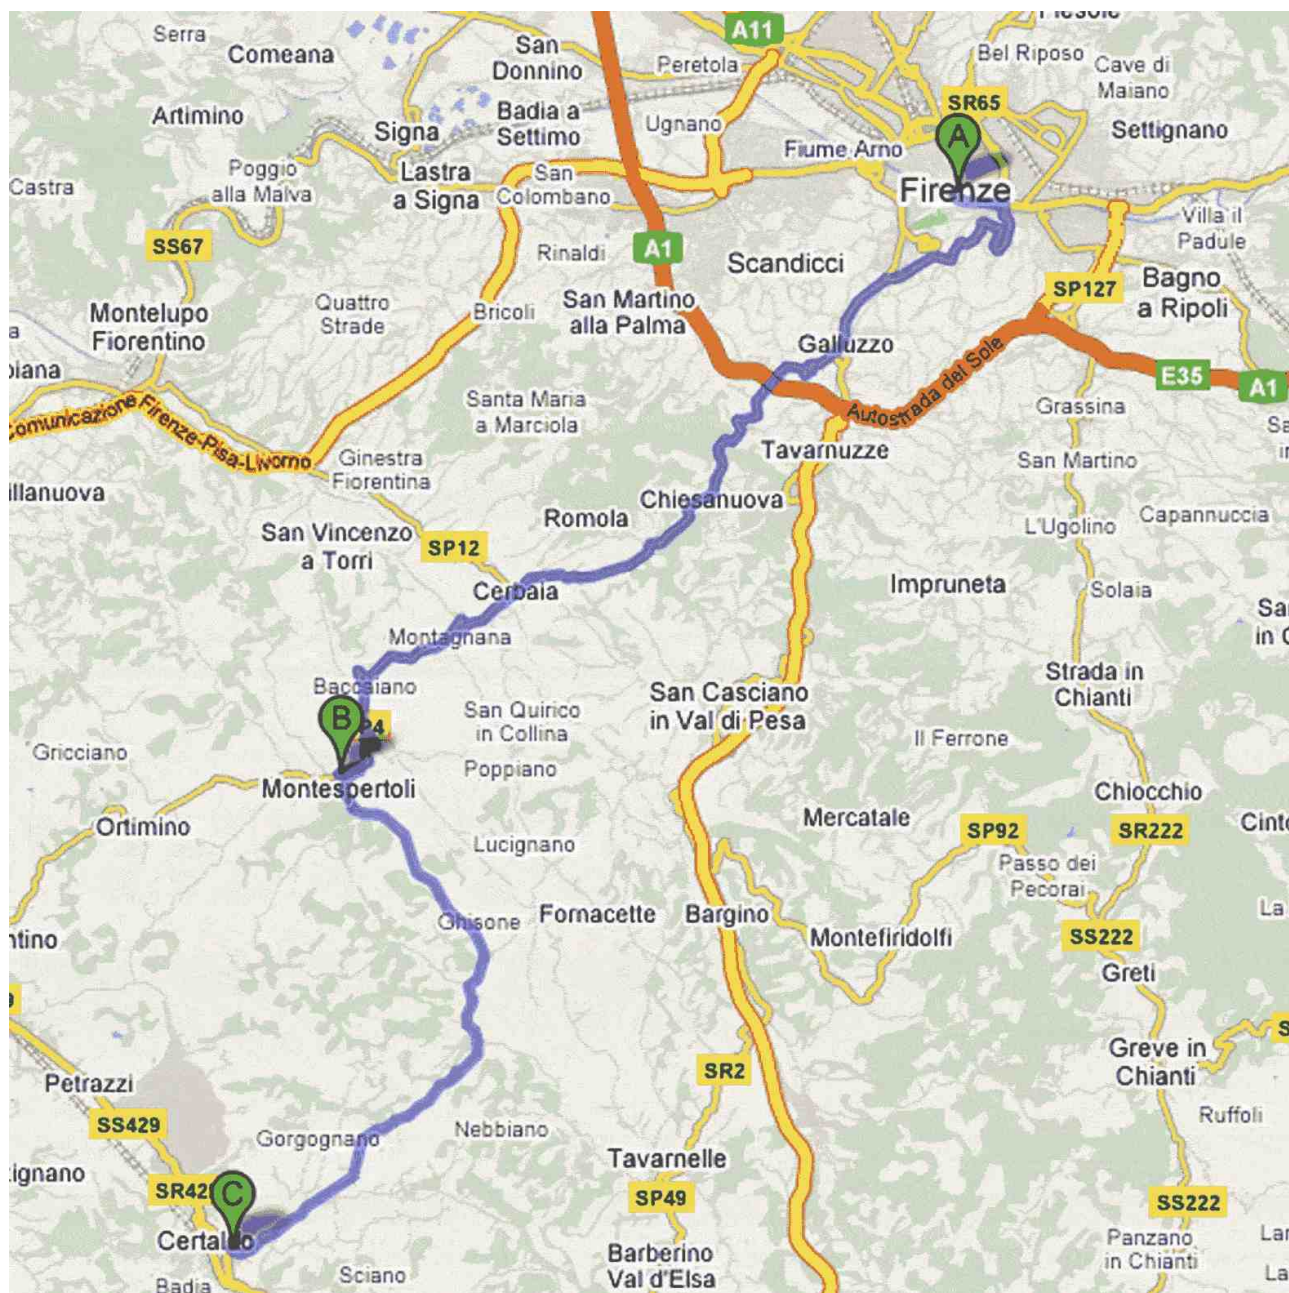 Serra
Comeana
San
Donnino
A11
Peretola
Fiesole
Bel Riposo
Cave di
Maiano
Artimino
Signa
Badia a
Settimo
Ugnano
SR65
A
Settignano
Castra
Poggio
alla Malva
Lastra
a Signa
San
Colombano
Fiume Arno
Firenze
SS67
Rinaldi
A1
Scandicci
Villa il
Padule
Montelupo
Fiorentino
Quattro
Strade
Bricoli
San Martino
alla Palma
SP127
Bagno
a Ripoli
Galluzzo
E35
A1
Comunicazione Firenze-Pisa-Livorno
Santa Maria
a Marciola
Autostrada del Sole
Grassina
Ginestra
Fiorentina
Tavarnuzze
San Martino
Chiesanuova
Romola
L'Ugolino
Capannuccia
San Vincenzo
a Torri
SP12
Cerbaia
Impruneta
Solaia
Montagnana
Baccaiano
San Casciano
in Val di Pesa
Strada in
Chianti
B
San Quirico
in Collina
Il Ferrone
Gricciano
Poppiano
Montespertoli
Chiocchio
Ortimino
Mercatale
SP92
SR222
Lucignano
Passo dei
Pecorai
Ghisone
Fornacette
Bargino
Montefiridolfi
SS222
Greti
Petrazzi
SR2
Greve in
Chianti
SS429
Gorgognano
Nebbiano
Ruffoli
Tavarnelle
C
SP49
SS222
Certaldo
Badia
Sciano
Barberino
Val d'Elsa
Panzano
in Chianti